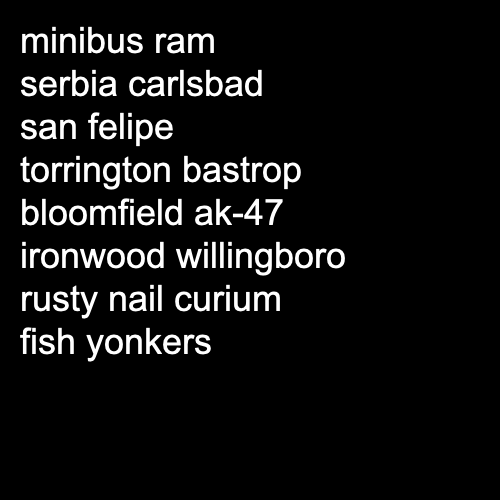 minibus ram
serbia carlsbad
san felipe
torrington bastrop
bloomfield ak-47
ironwood willingboro
rusty nail curium
fish yonkers